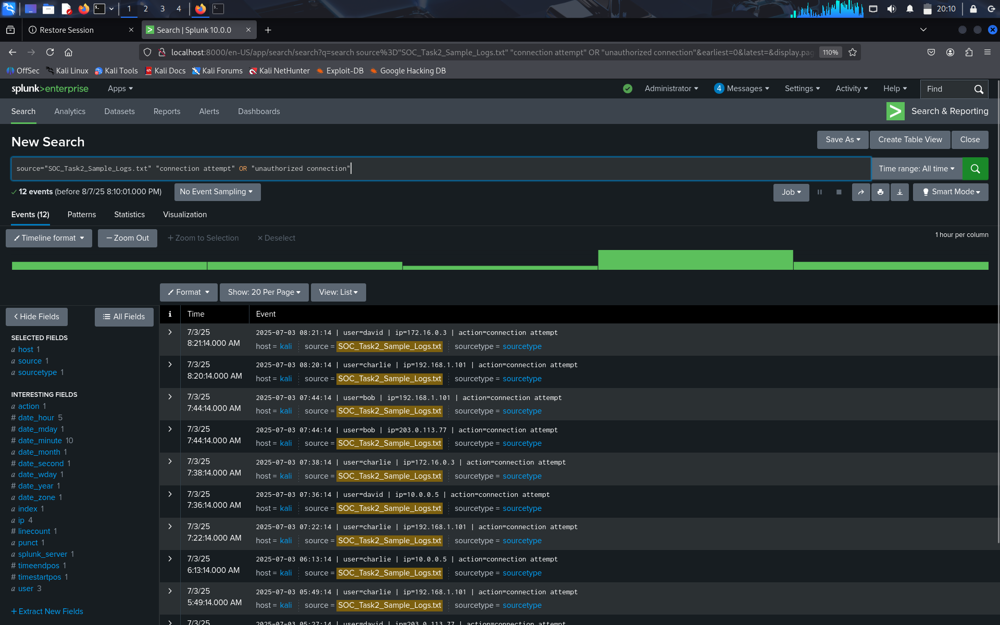 1 2 3 4 20:10
Restore Session Search | Splunk 10.0.0
localhost:8000/en-US/app/search/search?q=search source%3D"SOC_Task2_Sample_Logs.txt" "connection attempt" OR "unauthorized connection"&earliest=0&latest=&display.pag 110%
OffSec Kali Linux Kali Tools Kali Docs Kali Forums Kali NetHunter Exploit-DB Google Hacking DB
splunk>enterprise Apps Administrator 4 Messages Settings Activity Help Find
Search Analytics Datasets Reports Alerts Dashboards Search & Reporting
New Search Save As Create Table View Close
source="SOC_Task2_Sample_Logs.txt" "connection attempt" OR "unauthorized connection" Time range: All time
12 events (before 8/7/25 8:10:01.000 PM) No Event Sampling Job Smart Mode
Events (12) Patterns Statistics Visualization
Timeline format Zoom Out Zoom to Selection Deselect 1 hour per column
Format Show: 20 Per Page View: List
Hide Fields All Fields
SELECTED FIELDS
a host 1
a source 1
a sourcetype 1
INTERESTING FIELDS
a action 1
# date_hour 5
# date_mday 1
# date_minute 10
a date_month 1
# date_second 1
a date_wday 1
# date_year 1
a date_zone 1
a index 1
a ip 4
# linecount 1
a punct 1
a splunk_server 1
# timeendpos 1
# timestartpos 1
a user 3
+ Extract New Fields
i Time Event
7/3/25 2025-07-03 08:21:14 | user=david | ip=172.16.0.3 | action=connection attempt
8:21:14.000 AM host = kali source = SOC_Task2_Sample_Logs.txt sourcetype = sourcetype
7/3/25 2025-07-03 08:20:14 | user=charlie | ip=192.168.1.101 | action=connection attempt
8:20:14.000 AM host = kali source = SOC_Task2_Sample_Logs.txt sourcetype = sourcetype
7/3/25 2025-07-03 07:44:14 | user=bob | ip=192.168.1.101 | action=connection attempt
7:44:14.000 AM host = kali source = SOC_Task2_Sample_Logs.txt sourcetype = sourcetype
7/3/25 2025-07-03 07:44:14 | user=bob | ip=203.0.113.77 | action=connection attempt
7:44:14.000 AM host = kali source = SOC_Task2_Sample_Logs.txt sourcetype = sourcetype
7/3/25 2025-07-03 07:38:14 | user=charlie | ip=172.16.0.3 | action=connection attempt
7:38:14.000 AM host = kali source = SOC_Task2_Sample_Logs.txt sourcetype = sourcetype
7/3/25 2025-07-03 07:36:14 | user=david | ip=10.0.0.5 | action=connection attempt
7:36:14.000 AM host = kali source = SOC_Task2_Sample_Logs.txt sourcetype = sourcetype
7/3/25 2025-07-03 07:22:14 | user=charlie | ip=192.168.1.101 | action=connection attempt
7:22:14.000 AM host = kali source = SOC_Task2_Sample_Logs.txt sourcetype = sourcetype
7/3/25 2025-07-03 06:13:14 | user=charlie | ip=10.0.0.5 | action=connection attempt
6:13:14.000 AM host = kali source = SOC_Task2_Sample_Logs.txt sourcetype = sourcetype
7/3/25 2025-07-03 05:49:14 | user=charlie | ip=192.168.1.101 | action=connection attempt
5:49:14.000 AM host = kali source = SOC_Task2_Sample_Logs.txt sourcetype = sourcetype
7/3/25 2025-07-03 05:27:14 | user=david | ip=203.0.113.77 | action=connection attempt